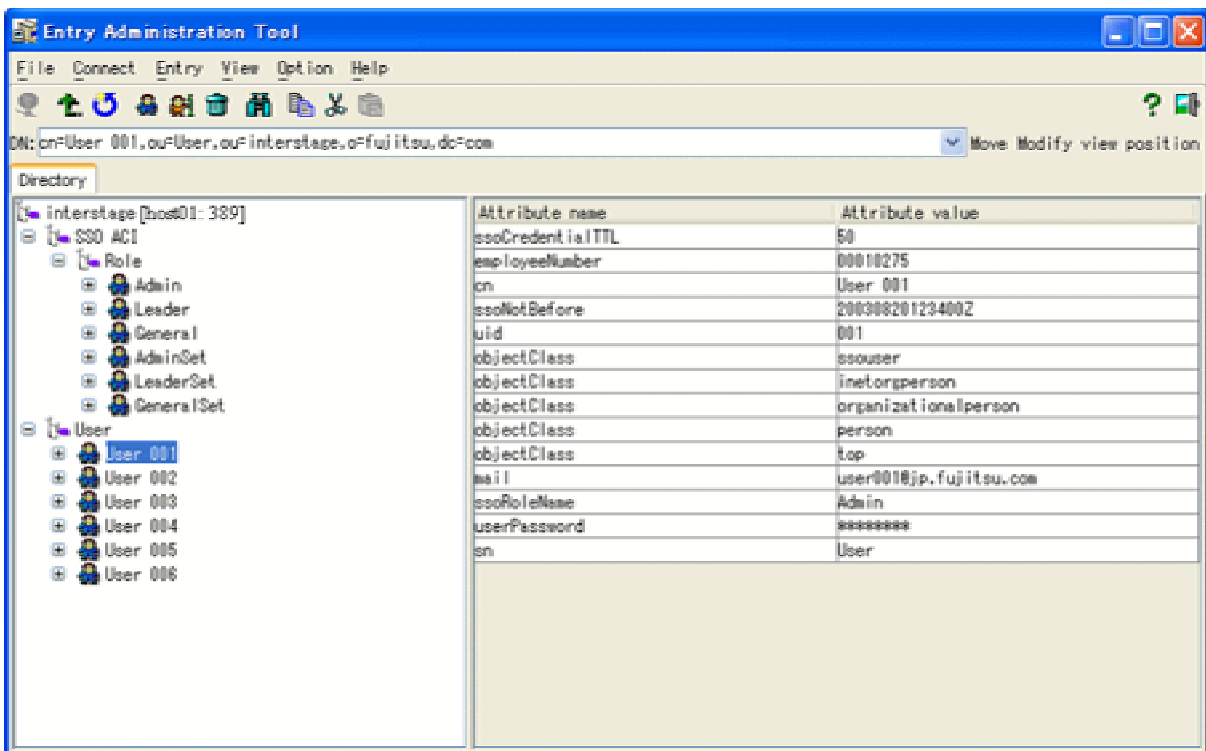 Entry Administration Tool
File Connect Entry View Option Help
?
DN: cn=User 001,ou=User,ou=interstage,o=fujitsu,dc=com Move Modify view position
Directory
interstage[host01:389]
SSO ACI
Role
Admin
Leader
General
AdminSet
LeaderSet
GeneralSet
User
User 001
User 002
User 003
User 004
User 005
User 006
Attribute name Attribute value
ssoCredentialTTL 50
employeeNumber 00010275
cn User 001
ssoNotBefore 20030820123400Z
uid 001
objectClass ssouser
objectClass inetorgperson
objectClass organizationalperson
objectClass person
objectClass top
mail user001@jp.fujitsu.com
ssoRoleName Admin
userPassword ********
sn User